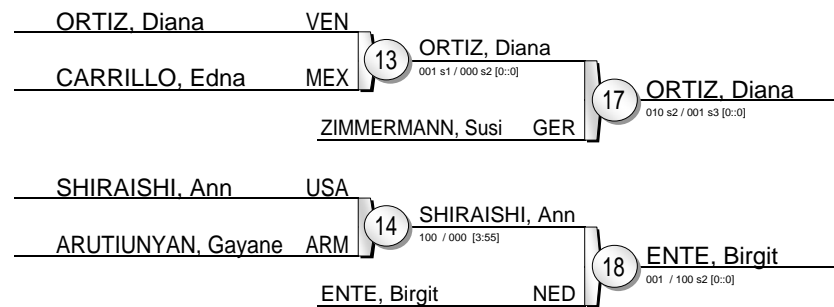 ORTIZ, Diana VEN
CARRILLO, Edna MEX
13
ORTIZ, Diana
001 s1 / 000 s2 [0::0]
ZIMMERMANN, Susi GER
17
ORTIZ, Diana
010 s2 / 001 s3 [0::0]
SHIRAISHI, Ann USA
ARUTIUNYAN, Gayane ARM
14
SHIRAISHI, Ann
100 / 000 [3:55]
ENTE, Birgit NED
18
ENTE, Birgit
001 / 100 s2 [0::0]